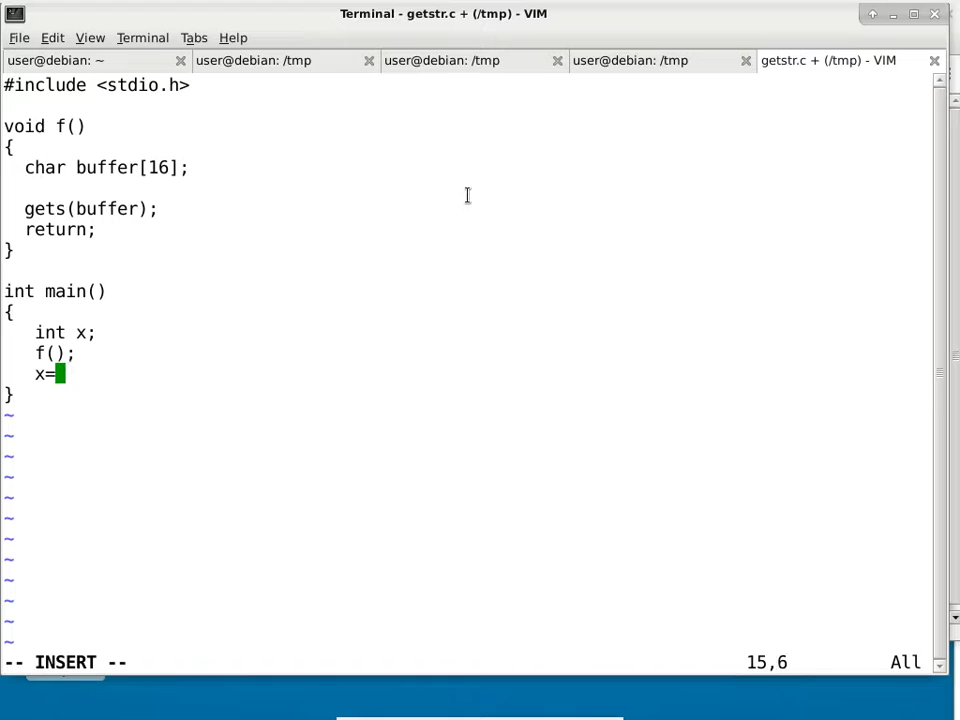 Terminal - getstr.c + (/tmp) - VIM
File Edit View Terminal Tabs Help
user@debian: ~ user@debian: /tmp user@debian: /tmp user@debian: /tmp getstr.c + (/tmp) - VIM
#include <stdio.h>
void f()
{
char buffer[16];
gets(buffer);
return;
}
int main()
{
int x;
f();
x=
}
~
~
~
~
~
~
~
~
~
~
~
~
-- INSERT -- 15,6 All